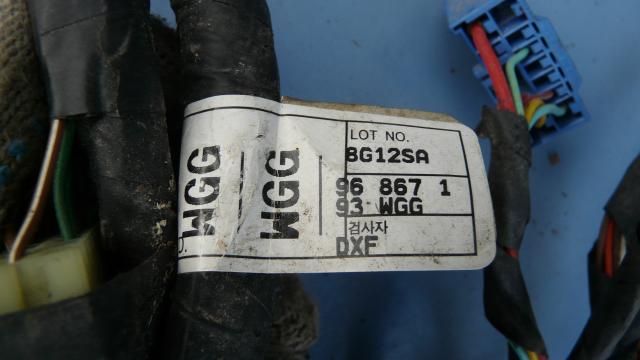 WGG
WGG
LOT NO.
8G12SA
96 867 1
93 WGG
검사자
DXF